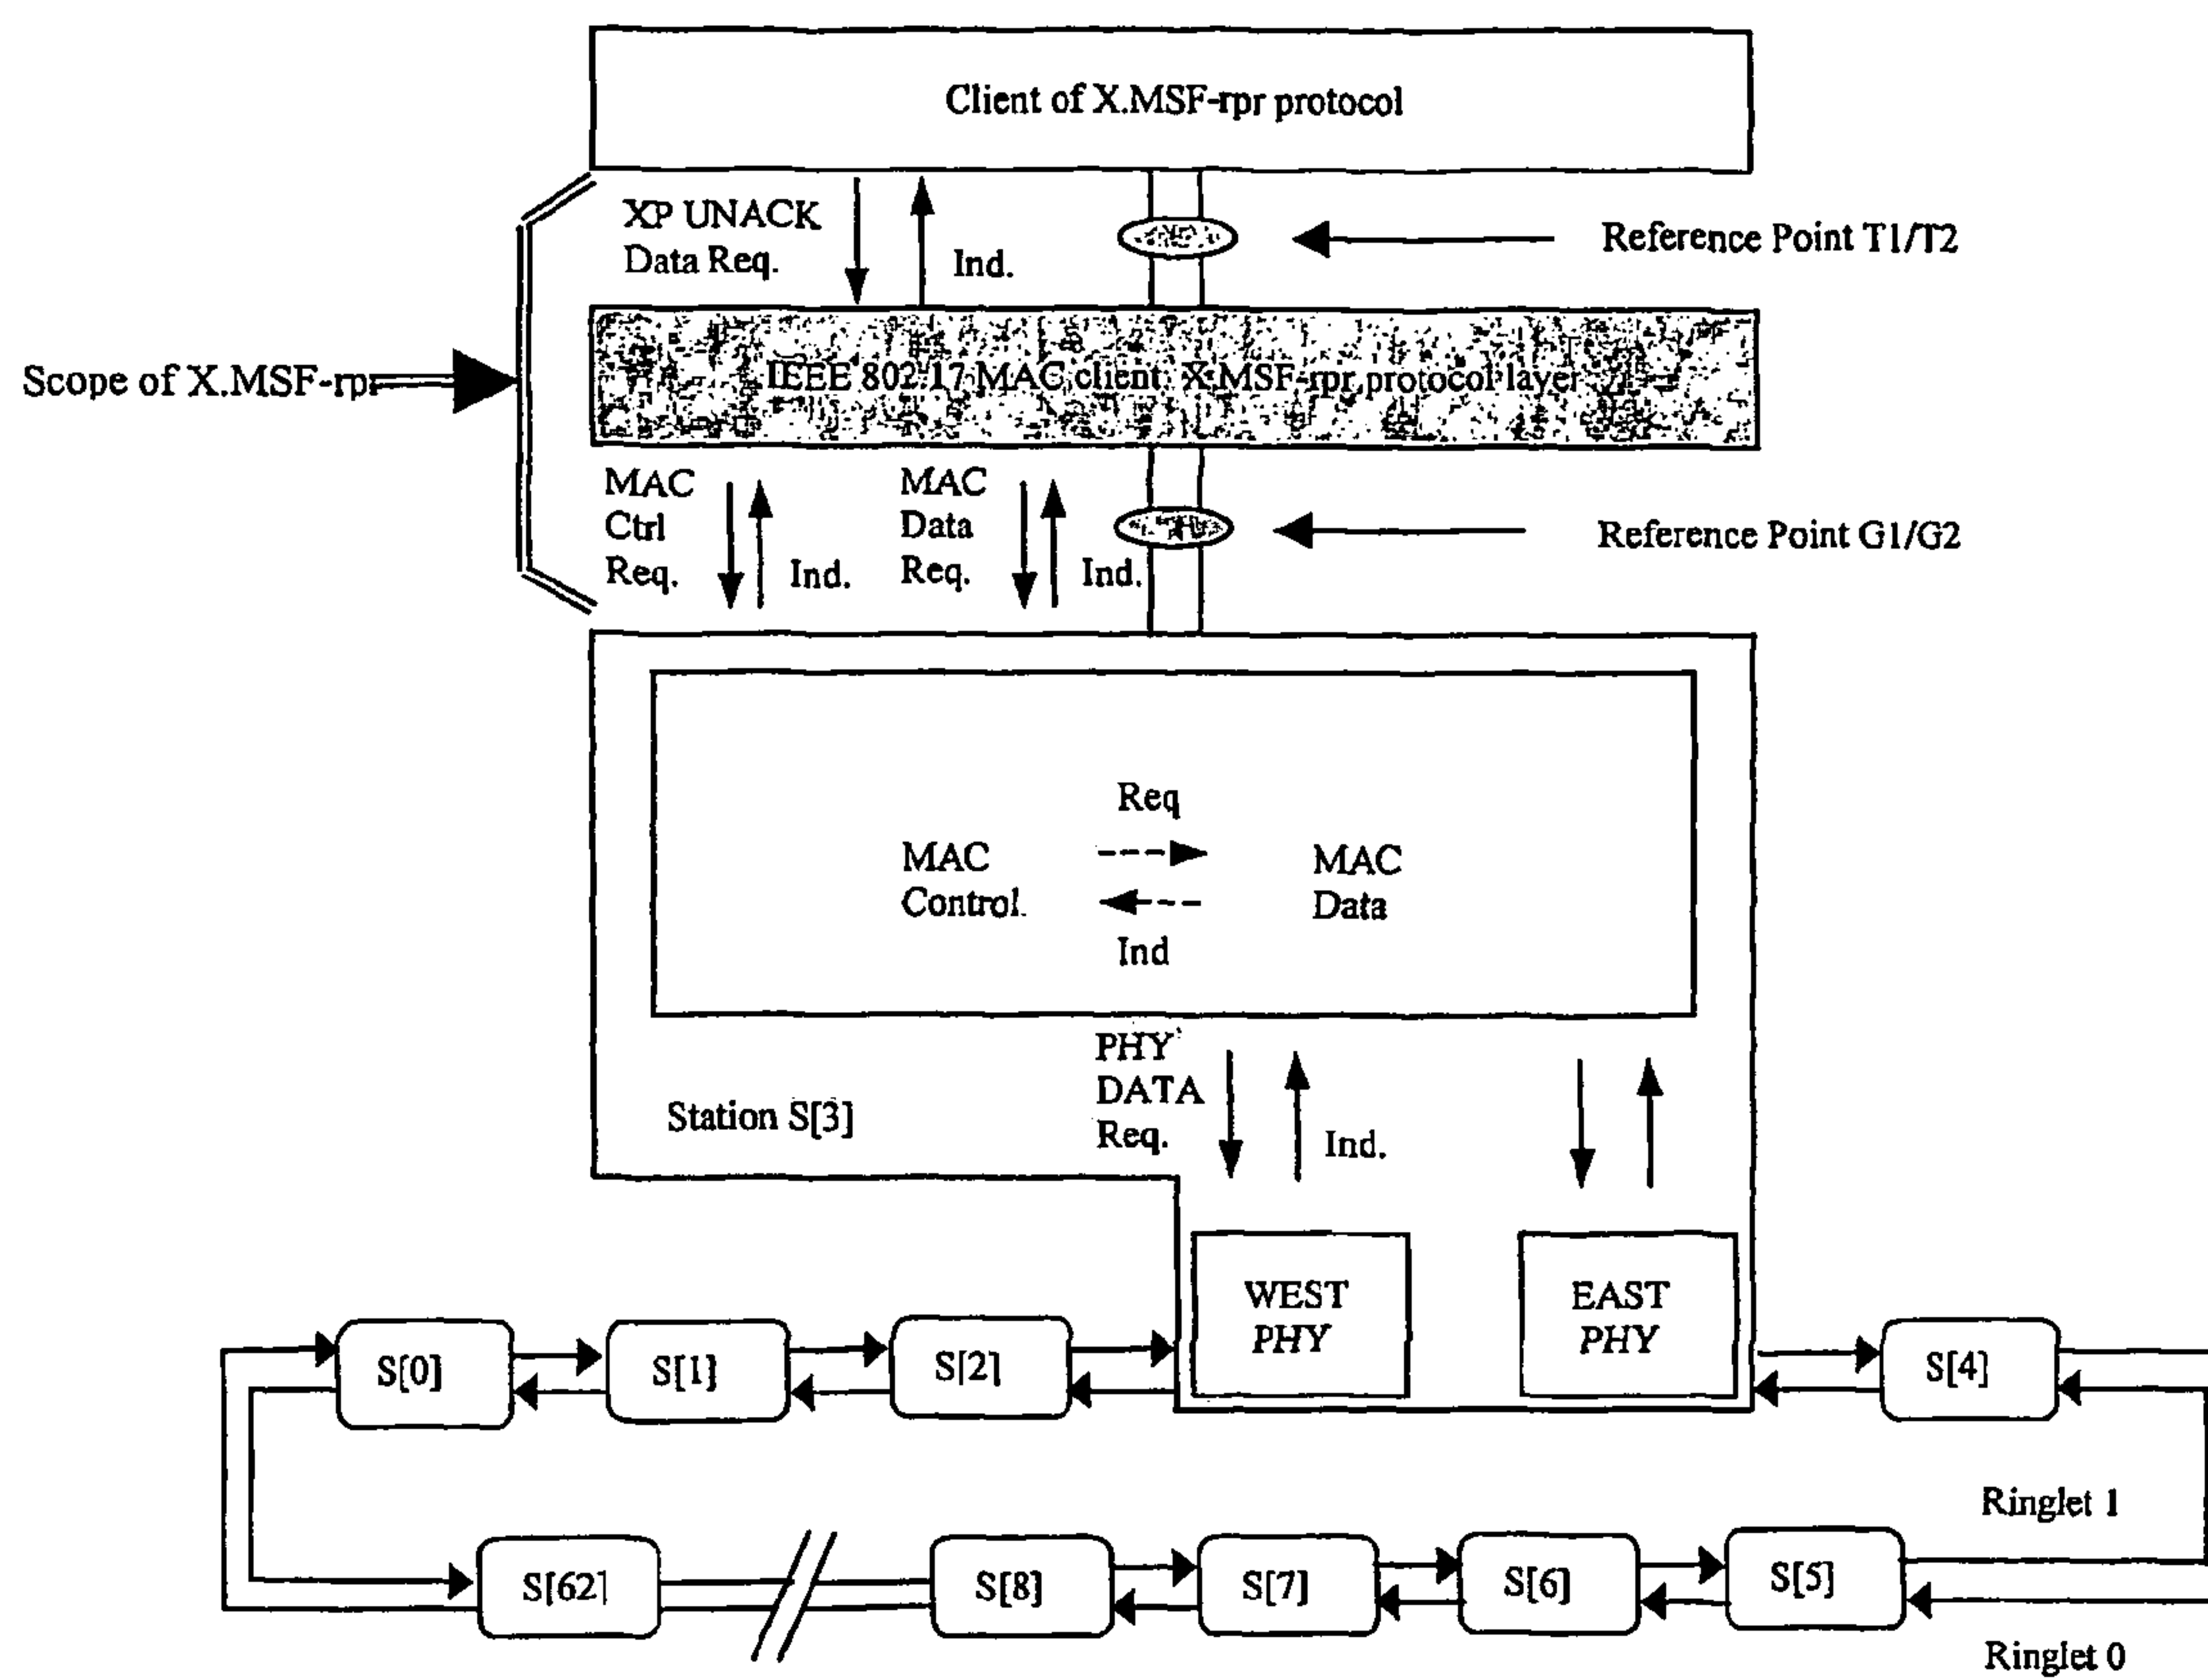 Client of X.MSF-rpr protocol
XP UNACK
Data Req.
Ind.
Reference Point T1/T2
Scope of X.MSF-rpr
IEEE 802.17 MAC client X.MSF-rpr protocol layer
MAC
Ctrl
Req.
Ind.
MAC
Data
Req.
Ind.
Reference Point G1/G2
Req
MAC
Control.
MAC
Data
Ind
PHY
DATA
Req.
Ind.
Station S[3]
WEST
PHY
EAST
PHY
S[0]
S[1]
S[2]
S[4]
Ringlet 1
S[62]
S[8]
S[7]
S[6]
S[5]
Ringlet 0